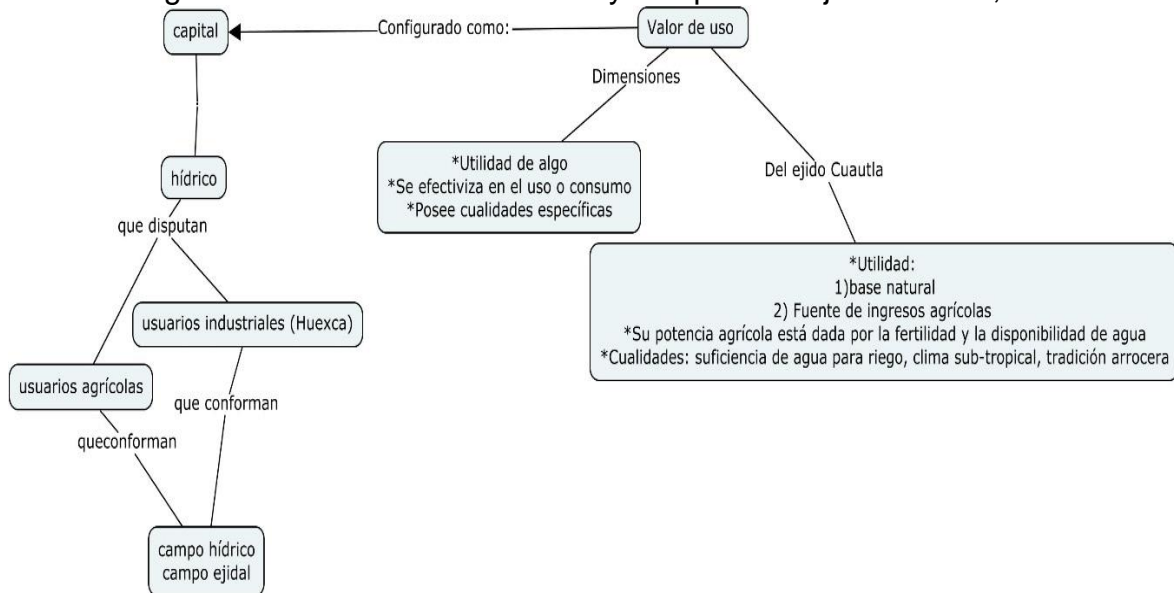 capital
Configurado como:
Valor de uso
Dimensiones
*Utilidad de algo
*Se efectiviza en el uso o consumo
*Posee cualidades específicas
Del ejido Cuautla
*Utilidad:
1)base natural
2) Fuente de ingresos agrícolas
*Su potencia agrícola está dada por la fertilidad y la disponibilidad de agua
*Cualidades: suficiencia de agua para riego, clima sub-tropical, tradición arrocera
hídrico
que disputan
usuarios industriales (Huexca)
usuarios agrícolas
que conforman
queconforman
campo hídrico
campo ejidal